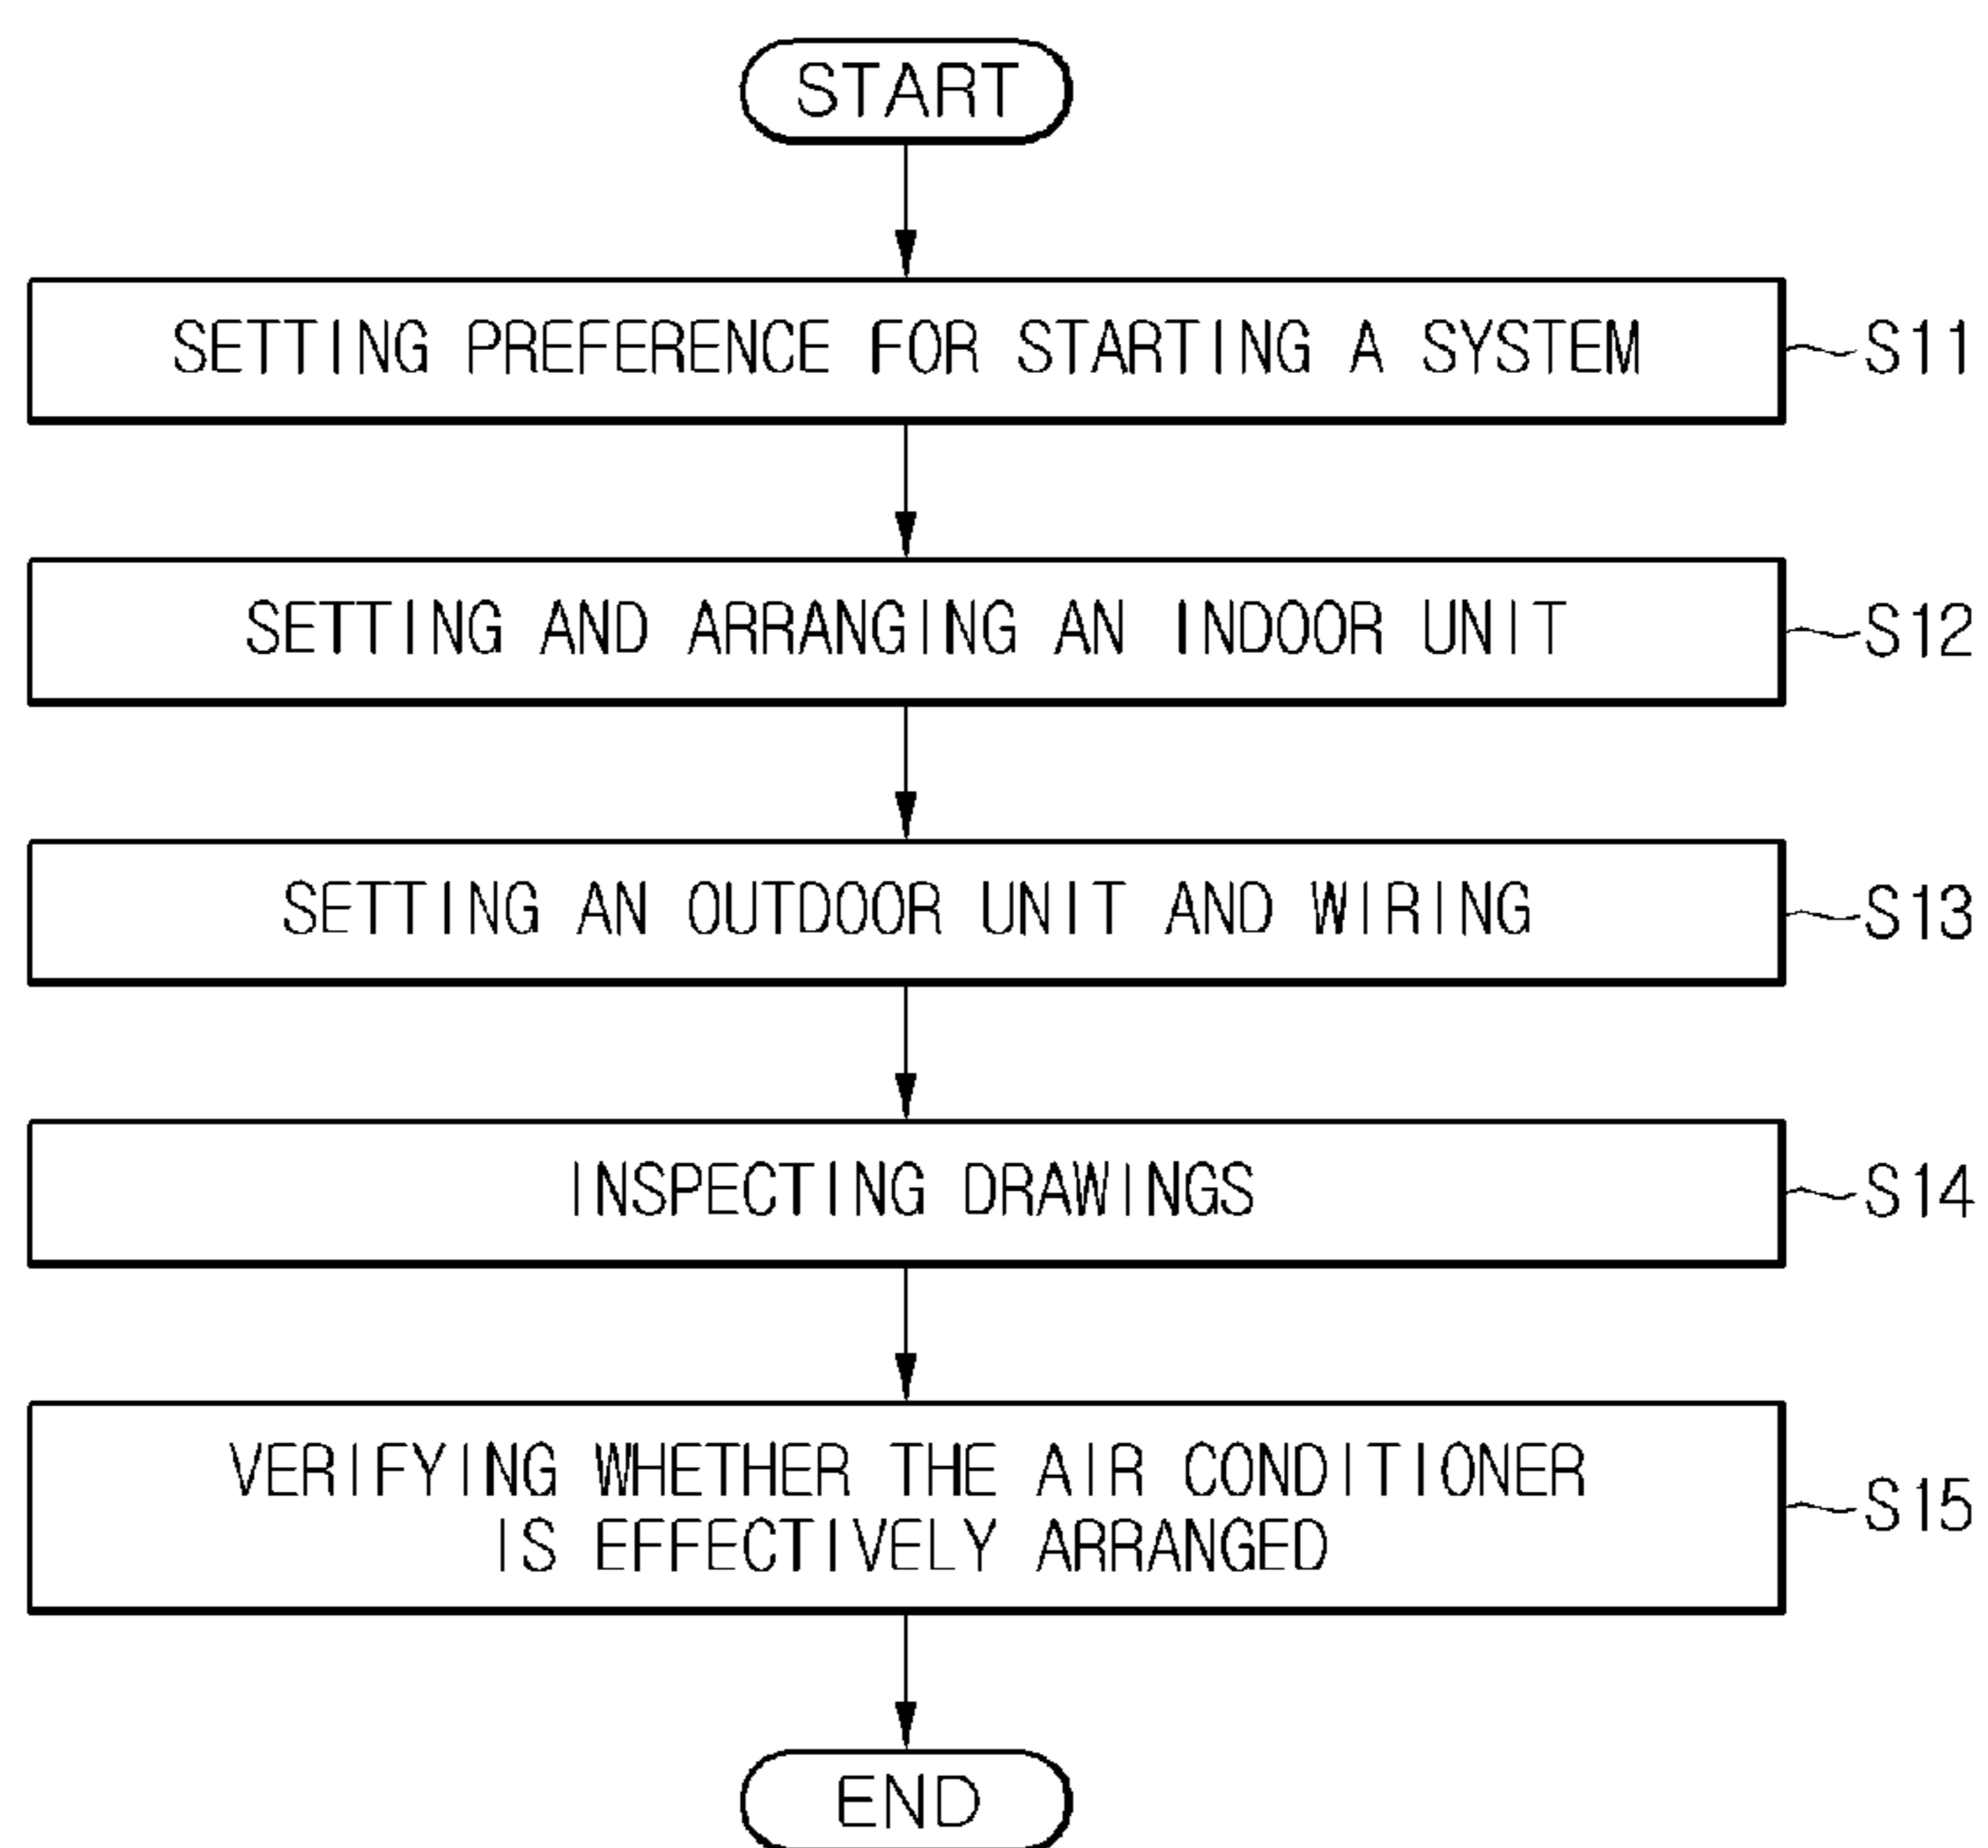 START
SETTING PREFERENCE FOR STARTING A SYSTEM
S11
SETTING AND ARRANGING AN INDOOR UNIT
S12
SETTING AN OUTDOOR UNIT AND WIRING
S13
INSPECTING DRAWINGS
S14
VERIFYING WHETHER THE AIR CONDITIONER
IS EFFECTIVELY ARRANGED
S15
END